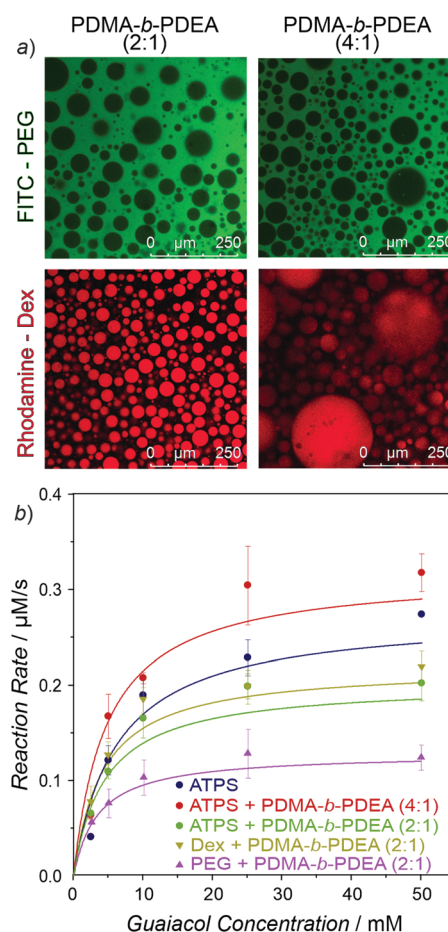 a)
PDMA-b-PDEA
(2:1)
PDMA-b-PDEA
(4:1)
FITC - PEG
0 µm 250
0 µm 250
Rhodamine - Dex
0 µm 250
0 µm 250
b)
0.4
0.3
0.2
0.1
0.0
Reaction Rate / µM/s
ATPS
ATPS + PDMA-b-PDEA (4:1)
ATPS + PDMA-b-PDEA (2:1)
Dex + PDMA-b-PDEA (2:1)
PEG + PDMA-b-PDEA (2:1)
0 10 20 30 40 50
Guaiacol Concentration / mM